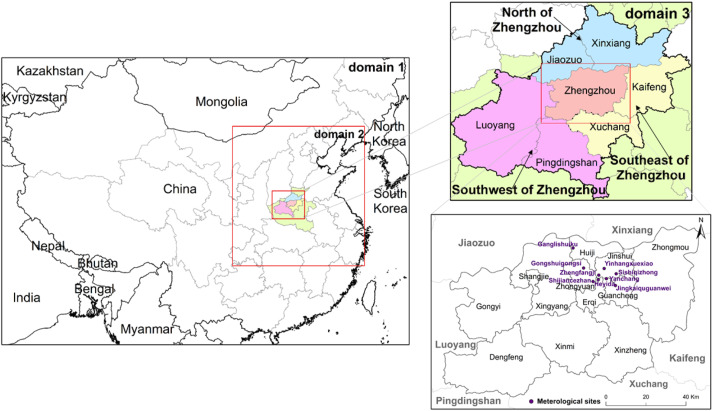 domain 1
Kazakhstan
Kyrgyzstan
Mongolia
domain 2
North
Korea
South
Korea
China
Nepal
Bhutan
Bengal
India
Myanmar
domain 3
North of
Zhengzhou
Xinxiang
Jiaozuo
Zhengzhou
Kaifeng
Luoyang
Xuchang
Pingdingshan
Southeast of
Zhengzhou
Southwest of Zhengzhou
N
Xinxiang
Jiaozuo
Ganglishuiku
Huiji
Jinshui
Zhongmou
Gongshuigongsi
Yinhangxuexiao
Zhengfangji
Sishiqizhong
Shangjie
Yanchang
Shijiancezhan
Heyida
Zhongyuan
Jingkaiquguanwei
Guancheng
Gongyi
Xingyang
Erqi
Luoyang
Xinmi
Xinzheng
Kaifeng
Dengfeng
Xuchang
Pingdingshan
Meterological sites
0
20
40 Km